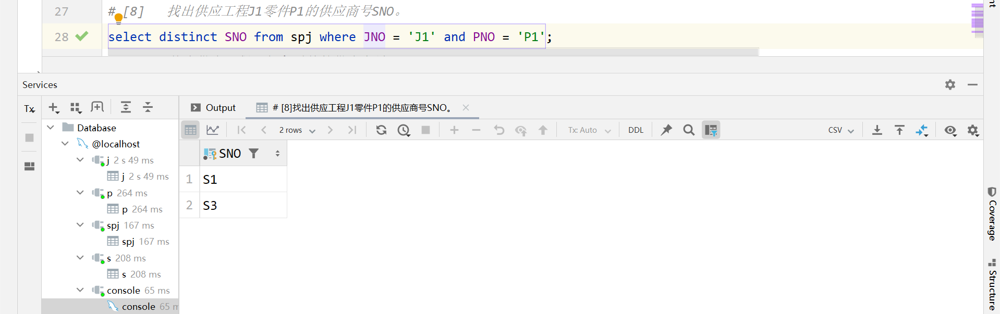 27 # [8] 找出供应工程J1零件P1的供应商号SNO。
28 select distinct SNO from spj where JNO = 'J1' and PNO = 'P1';
Services
Tx
Output # [8]找出供应工程J1零件P1的供应商号SNO。
2 rows Tx: Auto DDL CSV
Database
@localhost
j 2 s 49 ms
j 2 s 49 ms
p 264 ms
p 264 ms
spj 167 ms
spj 167 ms
s 208 ms
s 208 ms
console 65 ms
console 65 m
SNO
1 S1
2 S3
nt
Coverage
Structure